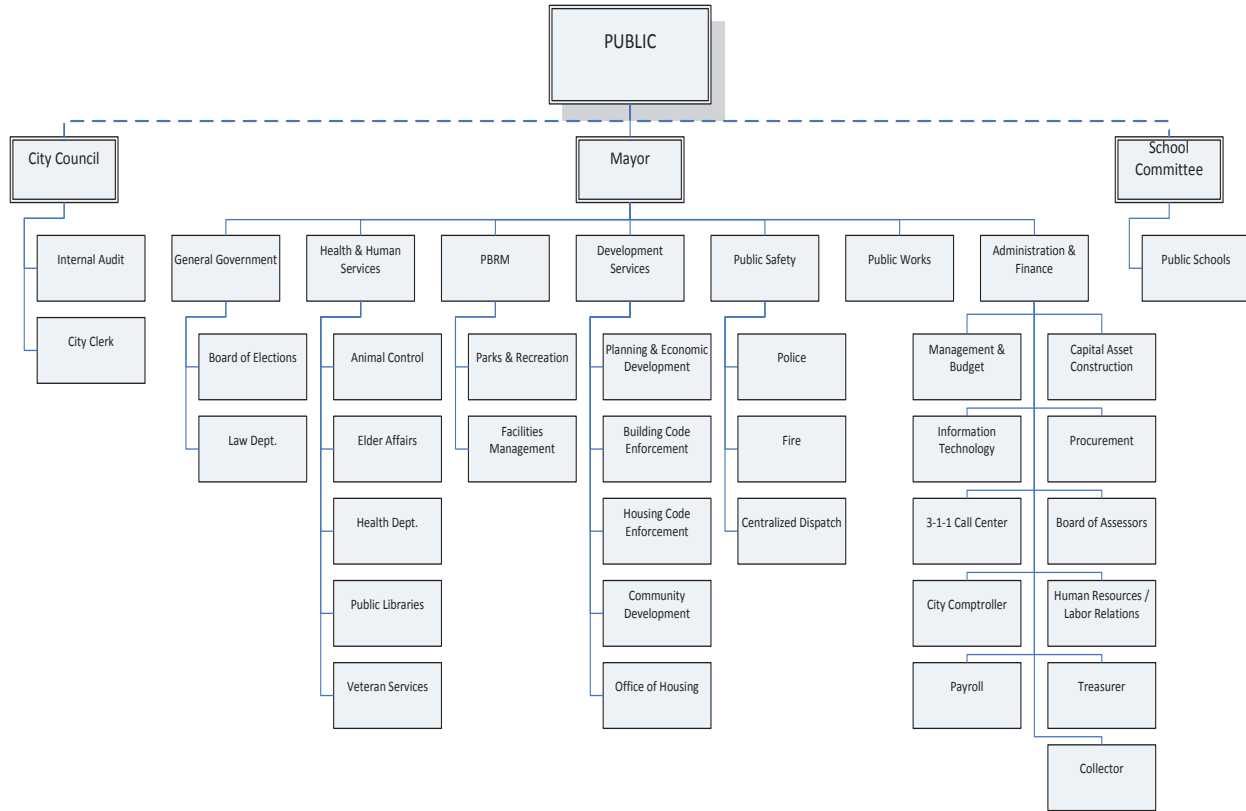 PUBLIC
City Council
Mayor
School
Committee
Internal Audit
General Government
Health & Human
Services
PBRM
Development
Services
Public Safety
Public Works
Administration &
Finance
Public Schools
City Clerk
Board of Elections
Animal Control
Parks & Recreation
Planning & Economic
Development
Police
Management &
Budget
Capital Asset
Construction
Law Dept.
Elder Affairs
Facilities
Management
Building Code
Enforcement
Fire
Information
Technology
Procurement
Health Dept.
Housing Code
Enforcement
Centralized Dispatch
3-1-1 Call Center
Board of Assessors
Public Libraries
Community
Development
City Comptroller
Human Resources /
Labor Relations
Veteran Services
Office of Housing
Payroll
Treasurer
Collector